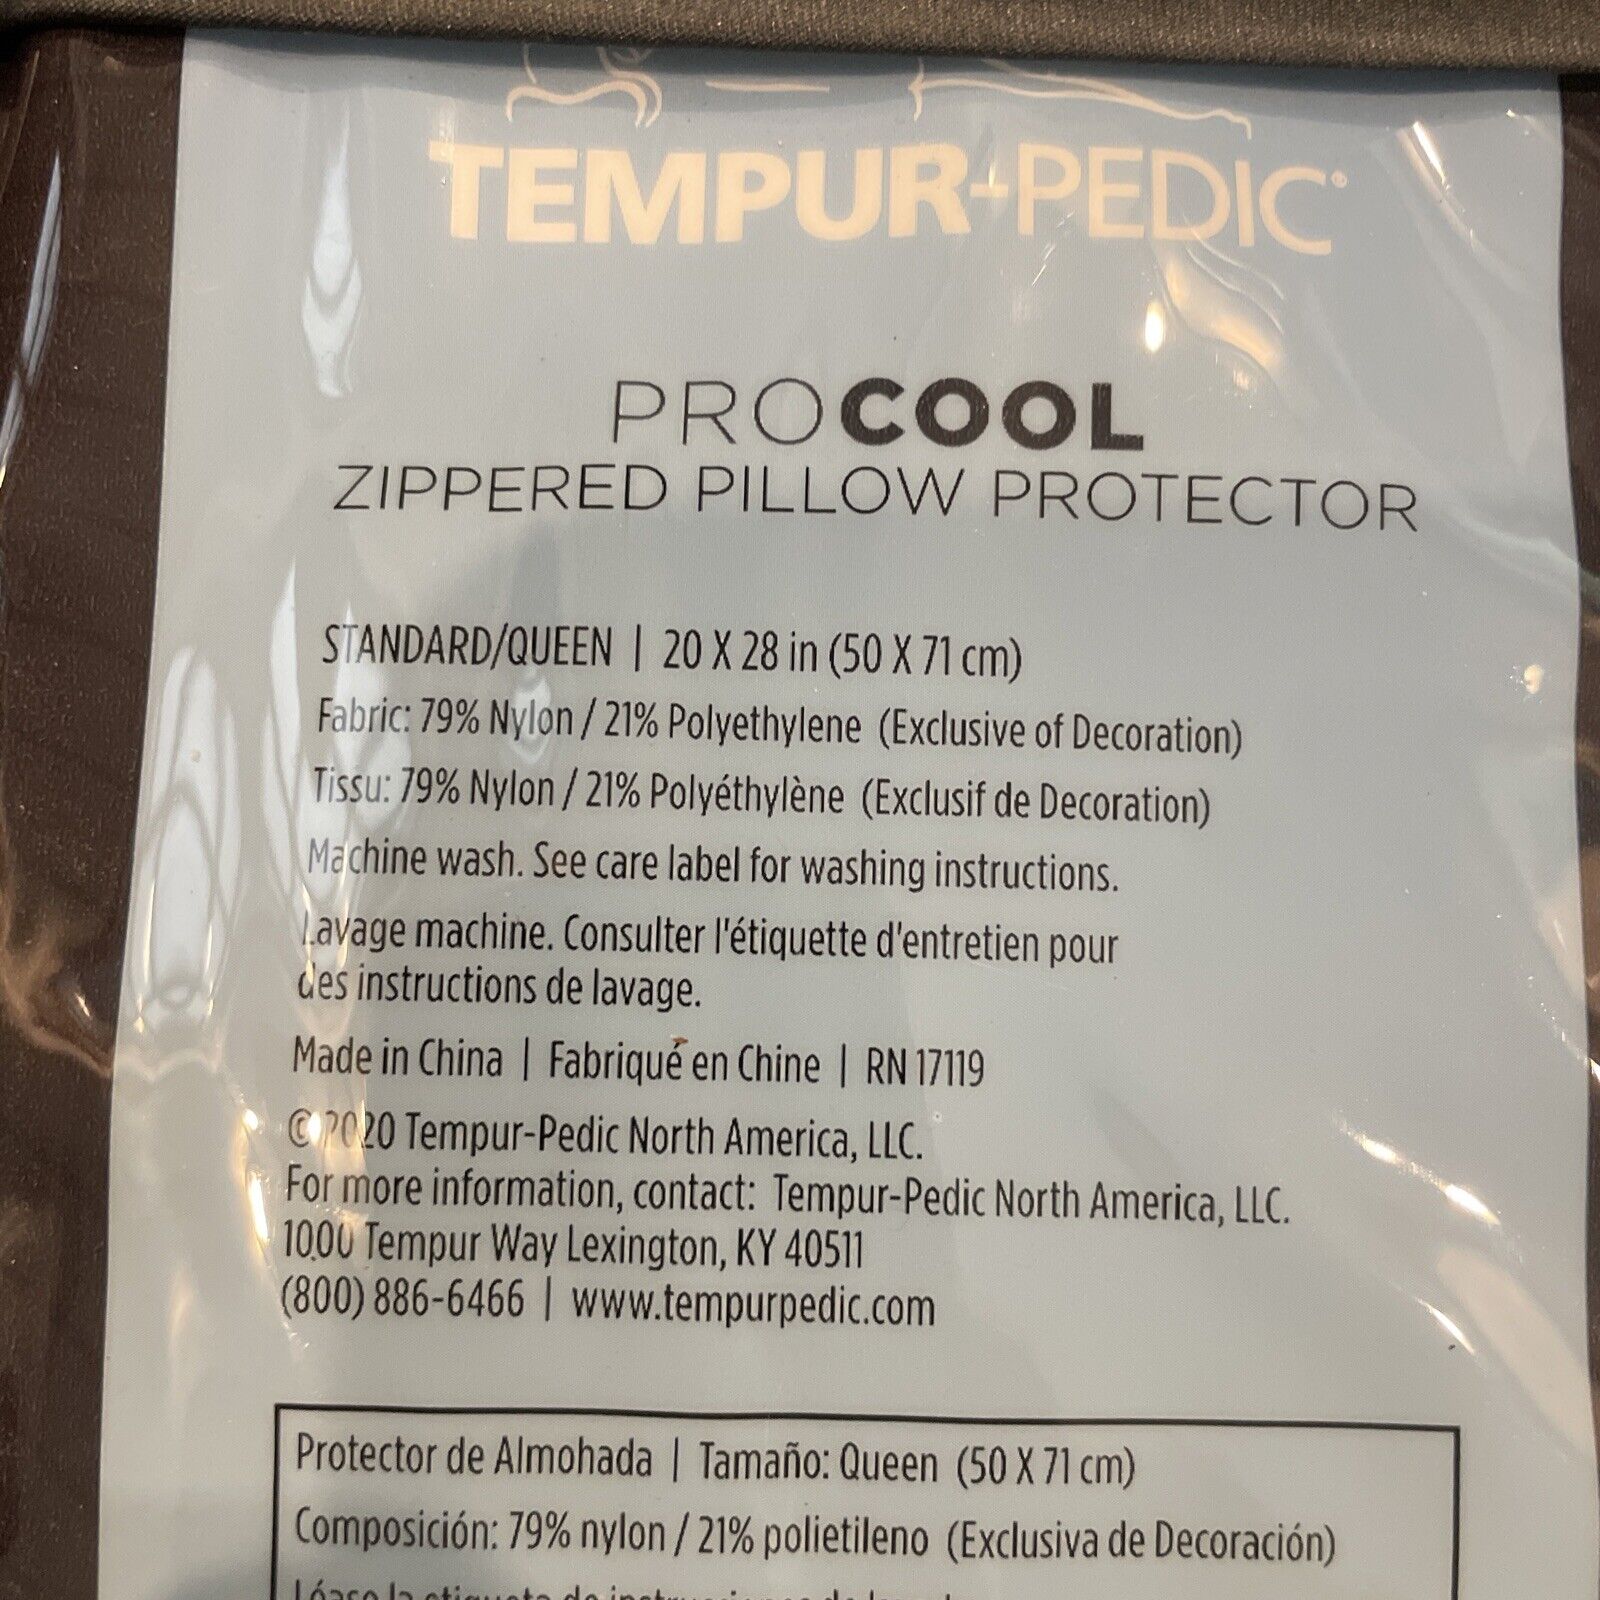 TEMPUR-PEDIC®
PROCOOL
ZIPPERED PILLOW PROTECTOR
STANDARD/QUEEN | 20 X 28 in (50 X 71 cm)
Fabric: 79% Nylon / 21% Polyethylene (Exclusive of Decoration)
Tissu: 79% Nylon / 21% Polyéthylène (Exclusif de Decoration)
Machine wash. See care label for washing instructions.
Lavage machine. Consulter l'étiquette d'entretien pour
des instructions de lavage.
Made in China | Fabriqué en Chine | RN 17119
©2020 Tempur-Pedic North America, LLC.
For more information, contact: Tempur-Pedic North America, LLC.
1000 Tempur Way Lexington, KY 40511
(800) 886-6466 | www.tempurpedic.com
Protector de Almohada | Tamaño: Queen (50 X 71 cm)
Composición: 79% nylon / 21% polietileno (Exclusiva de Decoración)
la etiqueta de instrucciones de